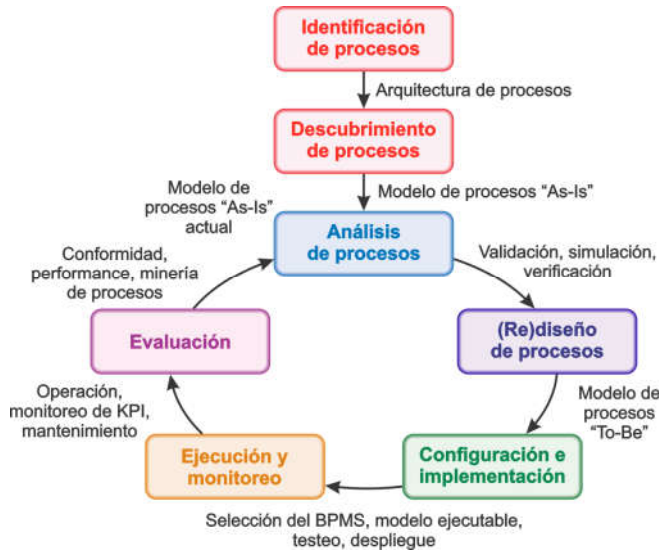 Identificación
de procesos
Arquitectura de procesos
Descubrimiento
de procesos
Modelo de
procesos “As-Is”
actual
Modelo de procesos “As-Is”
Análisis
de procesos
Conformidad,
performance, minería
de procesos
Validación, simulación,
verificación
Evaluación
(Re)diseño
de procesos
Operación,
monitoreo de KPI,
mantenimiento
Modelo de
procesos
“To-Be”
Ejecución y
monitoreo
Configuración e
implementación
Selección del BPMS, modelo ejecutable,
testeo, despliegue